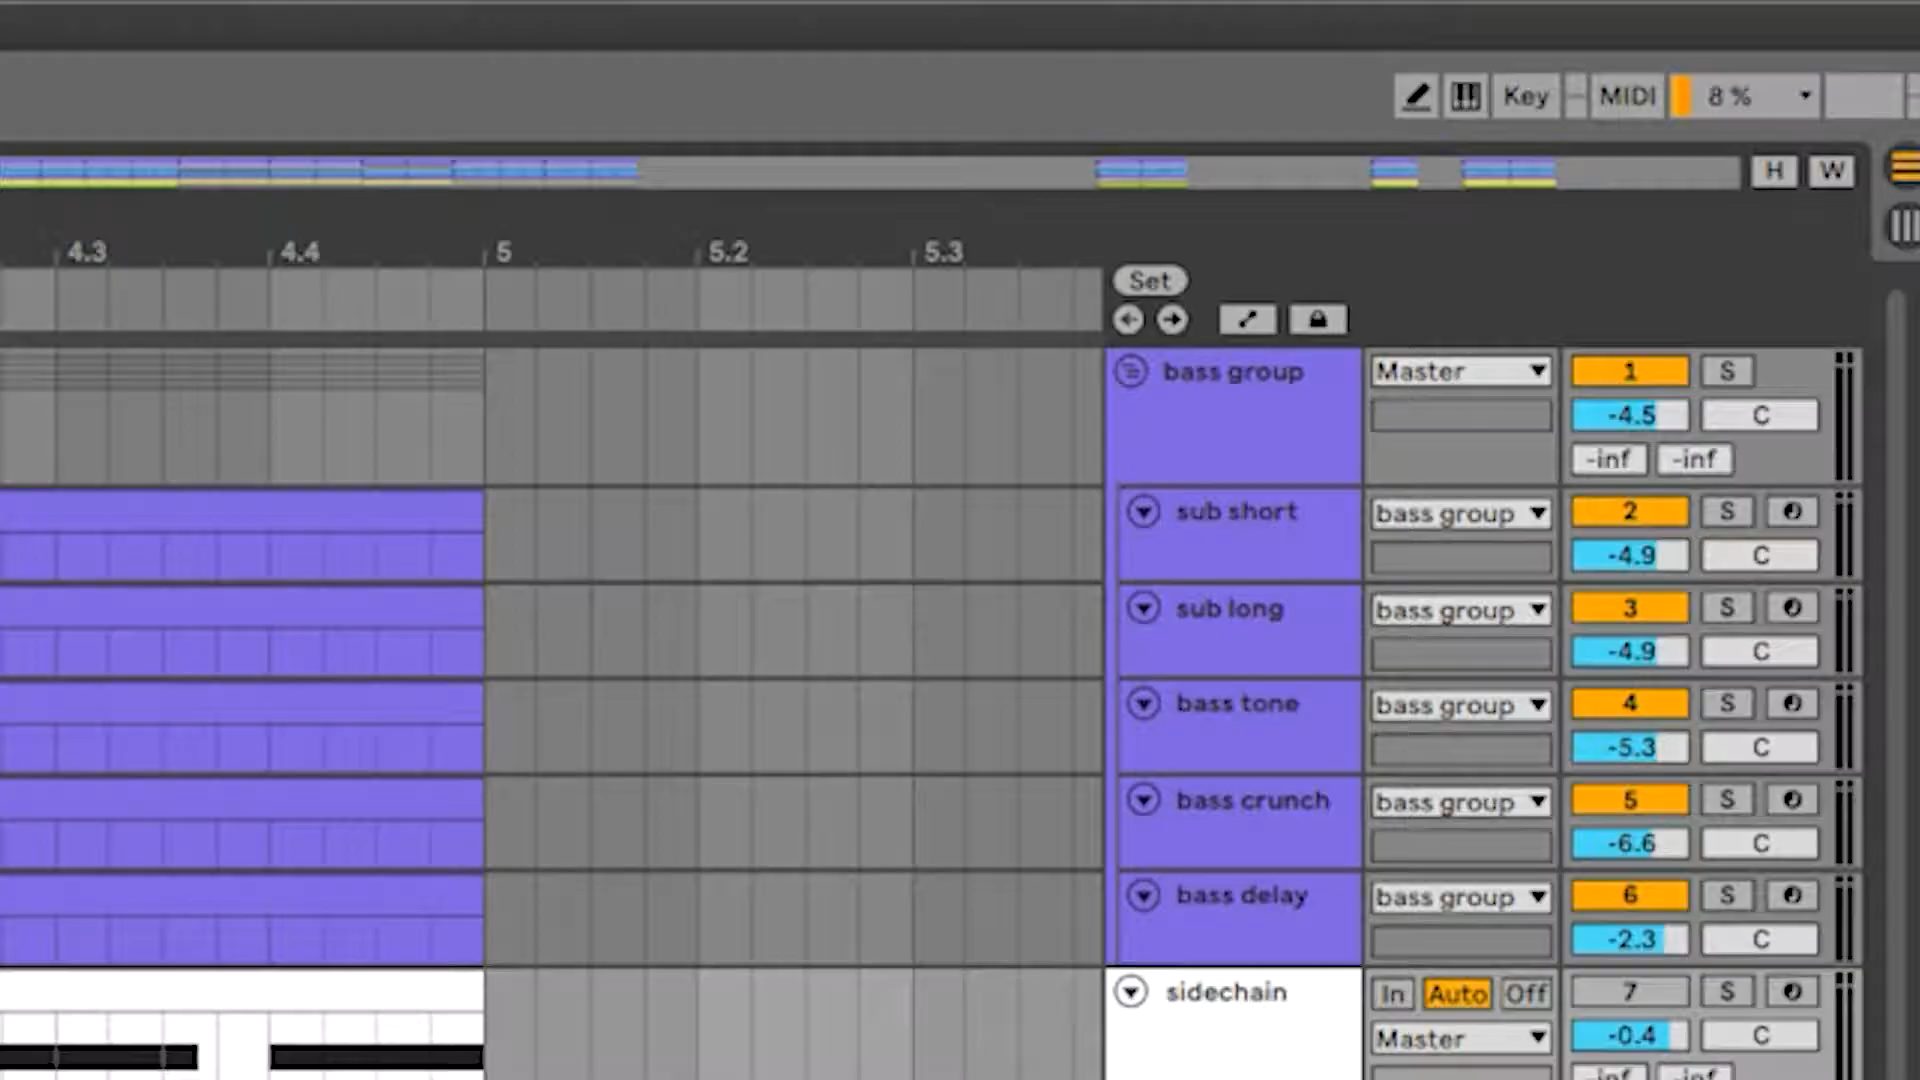 Key MIDI 8 %
H W
4.3 4.4 5 5.2 5.3
Set
bass group Master 1 S
-4.5 C
-inf -inf
sub short bass group 2 S
-4.9 C
sub long bass group 3 S
-4.9 C
bass tone bass group 4 S
-5.3 C
bass crunch bass group 5 S
-6.6 C
bass delay bass group 6 S
-2.3 C
sidechain In Auto Off 7 S
Master -0.4 C
-inf -inf